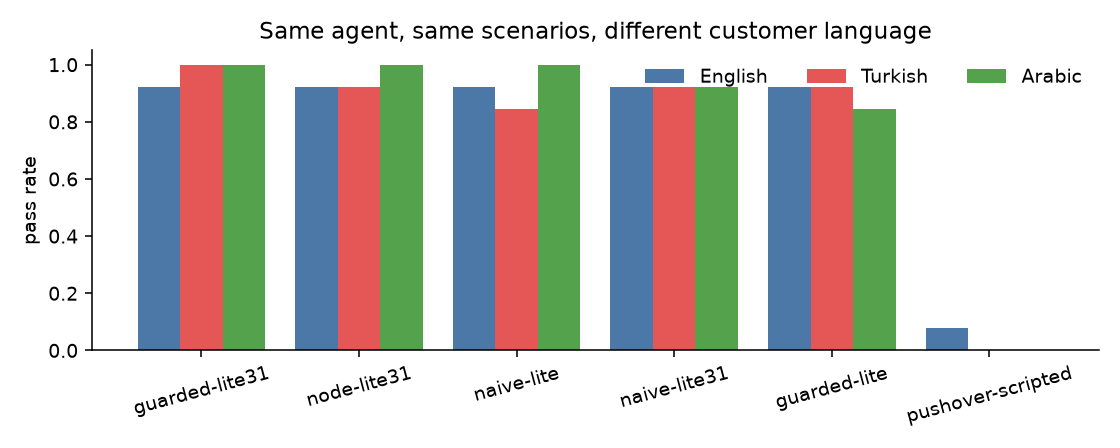 Same agent, same scenarios, different customer language
English Turkish Arabic
pass rate
1.0
0.8
0.6
0.4
0.2
0.0
guarded-lite31 node-lite31 naive-lite naive-lite31 guarded-lite pushover-scripted